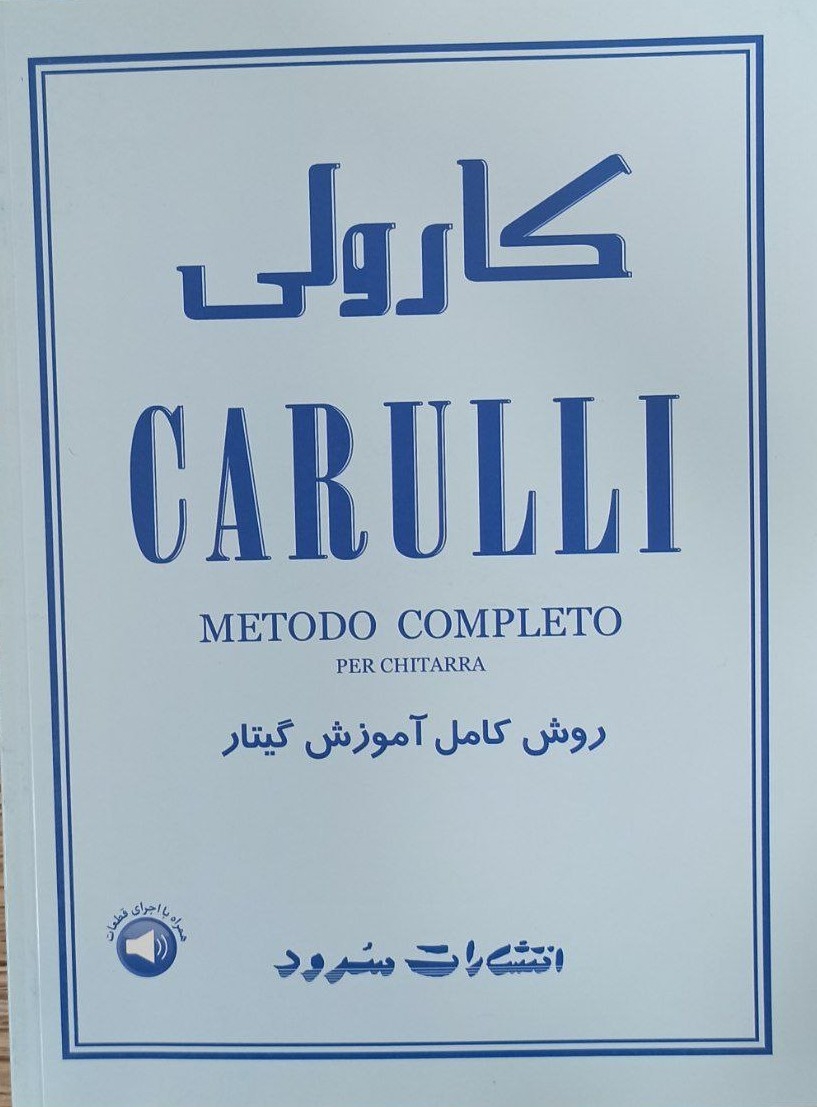 کارولی
CARULLI
METODO COMPLETO
PER CHITARRA
روش کامل آموزش گیتار
همراه با اجرای قطعات
انتشارات سرود